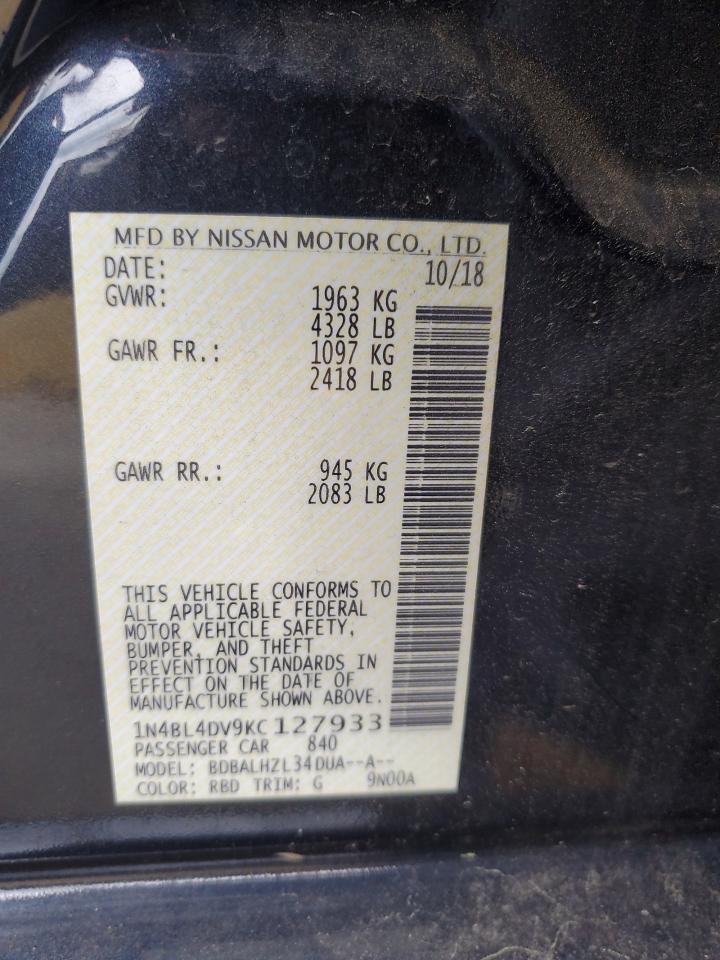 MFD BY NISSAN MOTOR CO., LTD.
DATE: 10/18
GVWR: 1963 KG
4328 LB
GAWR FR.: 1097 KG
2418 LB
GAWR RR.: 945 KG
2083 LB
THIS VEHICLE CONFORMS TO
ALL APPLICABLE FEDERAL
MOTOR VEHICLE SAFETY,
BUMPER, AND THEFT
PREVENTION STANDARDS IN
EFFECT ON THE DATE OF
MANUFACTURE SHOWN ABOVE.
1N4BL4DV9KC127933
PASSENGER CAR 840
MODEL: BDBALHZL34DUA--A--
COLOR: RBD TRIM: G 9N00A